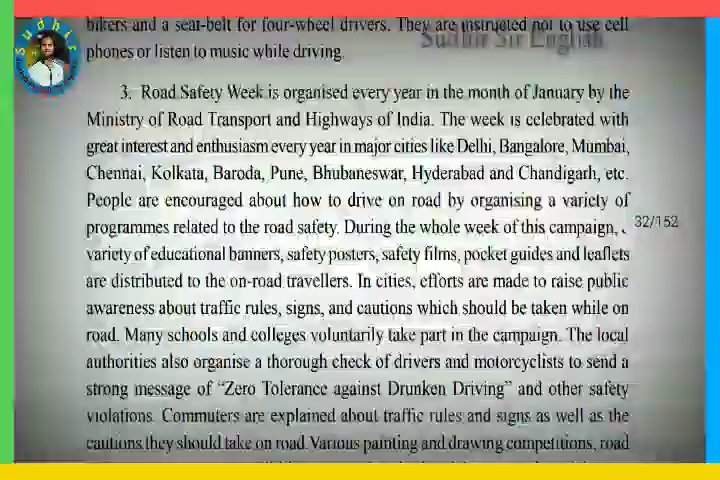 bikers and a seat-belt for four-wheel drivers. They are instructed not to use cell
Sudhir Sir English
phones or listen to music while driving.
3. Road Safety Week is organised every year in the month of January by the
Ministry of Road Transport and Highways of India. The week is celebrated with
great interest and enthusiasm every year in major cities like Delhi, Bangalore, Mumbai,
Chennai, Kolkata, Baroda, Pune, Bhubaneswar, Hyderabad and Chandigarh, etc.
People are encouraged about how to drive on road by organising a variety of
programmes related to the road safety. During the whole week of this campaign,
32/152
variety of educational banners, safety posters, safety films, pocket guides and leaflets
are distributed to the on-road travellers. In cities, efforts are made to raise public
awareness about traffic rules, signs, and cautions which should be taken while on
road. Many schools and colleges voluntarily take part in the campaign. The local
authorities also organise a thorough check of drivers and motorcyclists to send a
strong message of “Zero Tolerance against Drunken Driving” and other safety
violations. Commuters are explained about traffic rules and signs as well as the
cautions they should take on road. Various painting and drawing competitions, road
Sudhir